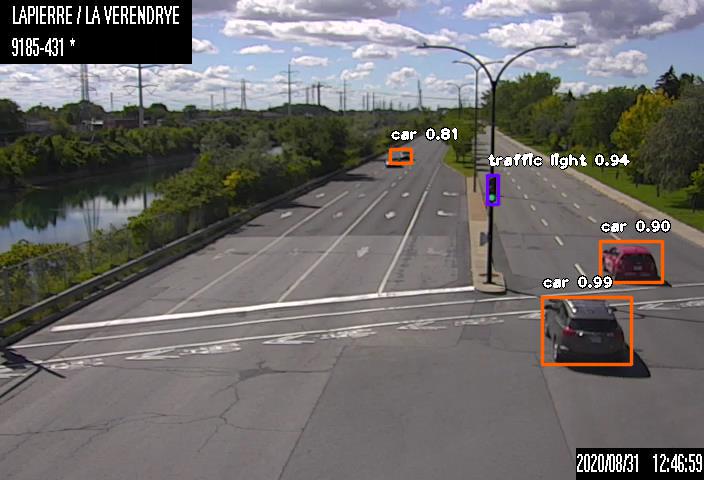 LAPIERRE / LA VERENDRYE
9185-431 *
car 0.81
traffic light 0.94
car 0.90
car 0.99
2020/08/31 12:46:59